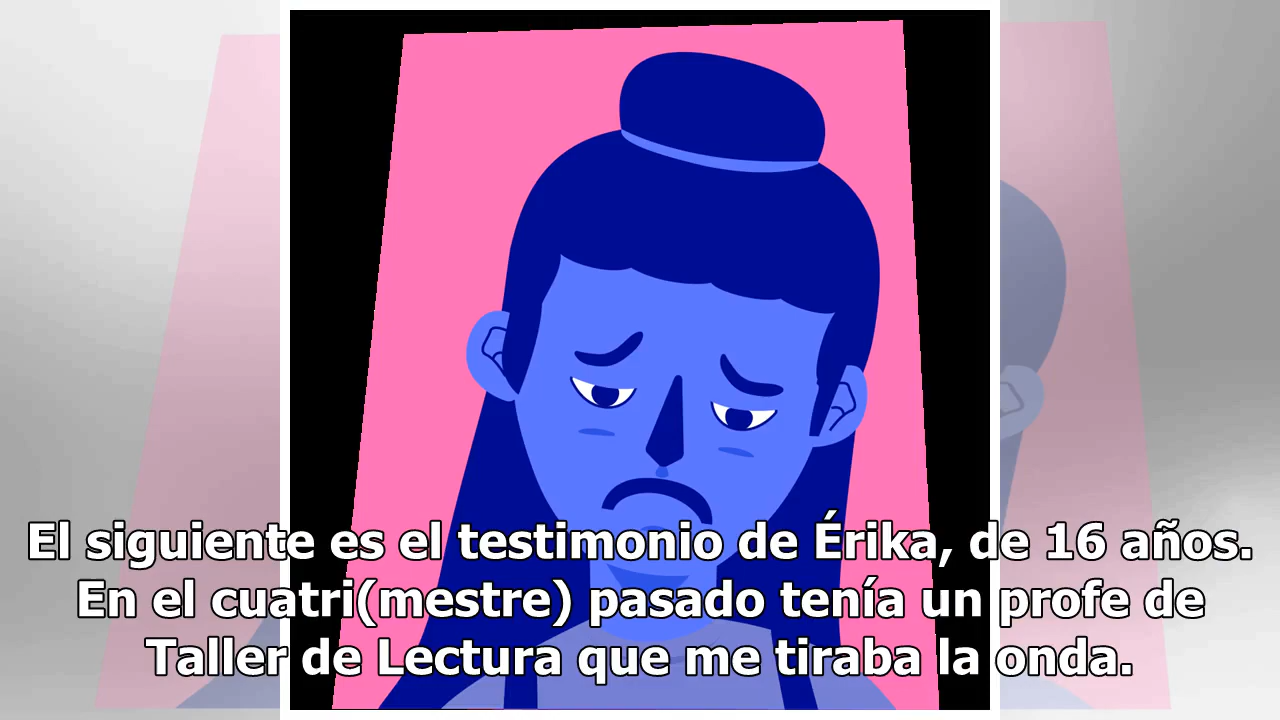 El siguiente es el testimonio de Érika, de 16 años.
En el cuatri(mestre) pasado tenía un profe de
Taller de Lectura que me tiraba la onda.